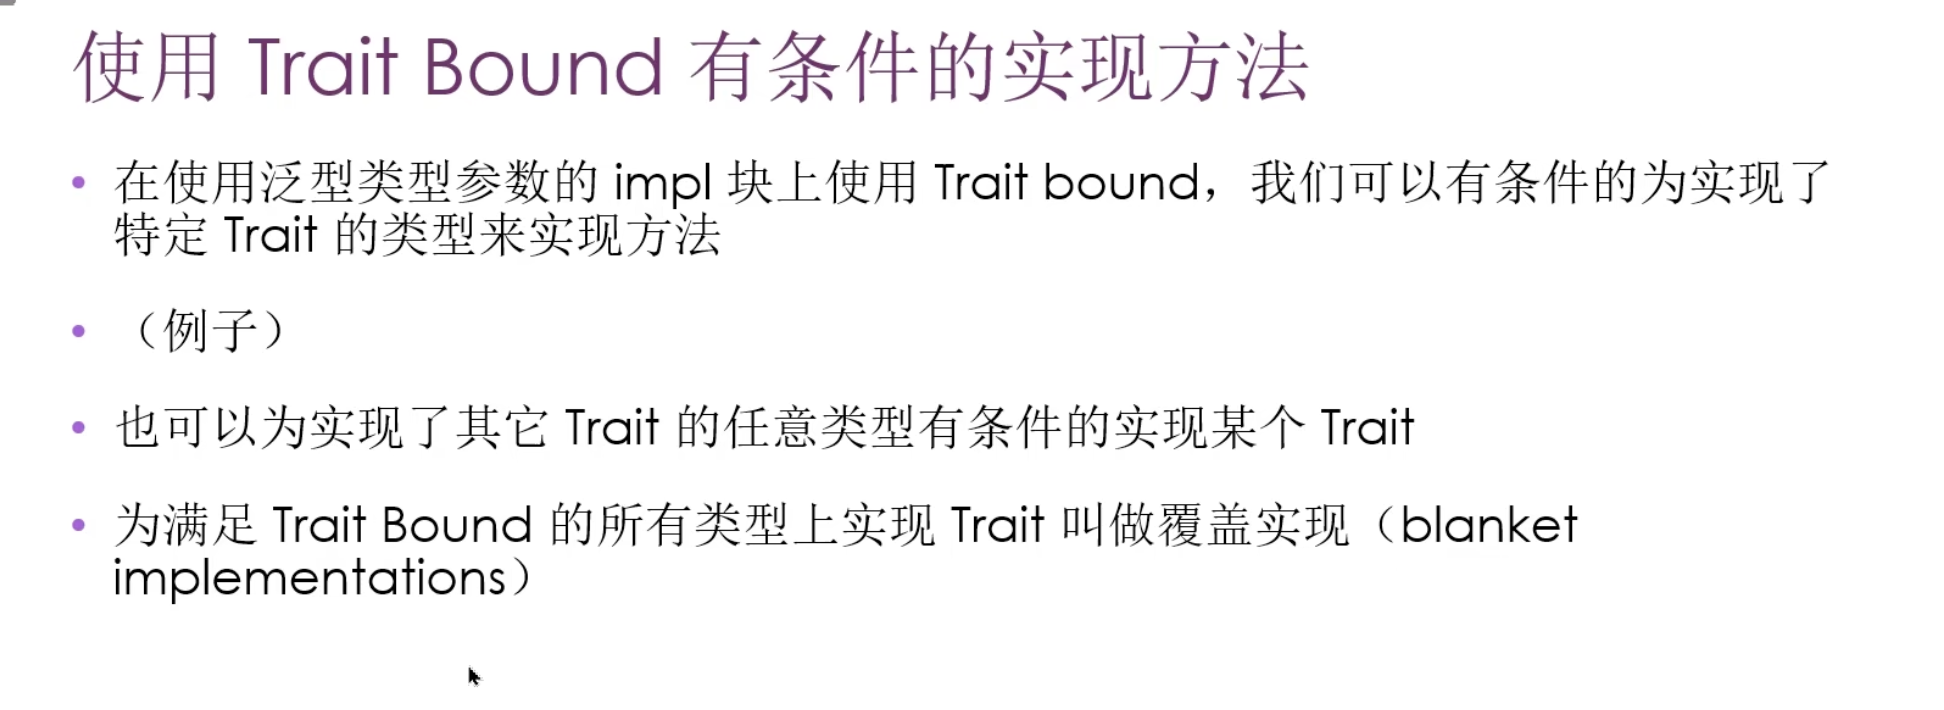 使用 Trait Bound 有条件的实现方法
• 在使用泛型类型参数的 impl 块上使用 Trait bound，我们可以有条件的为实现了
特定 Trait 的类型来实现方法
• （例子）
• 也可以为实现了其它 Trait 的任意类型有条件的实现某个 Trait
• 为满足 Trait Bound 的所有类型上实现 Trait 叫做覆盖实现（blanket
implementations）